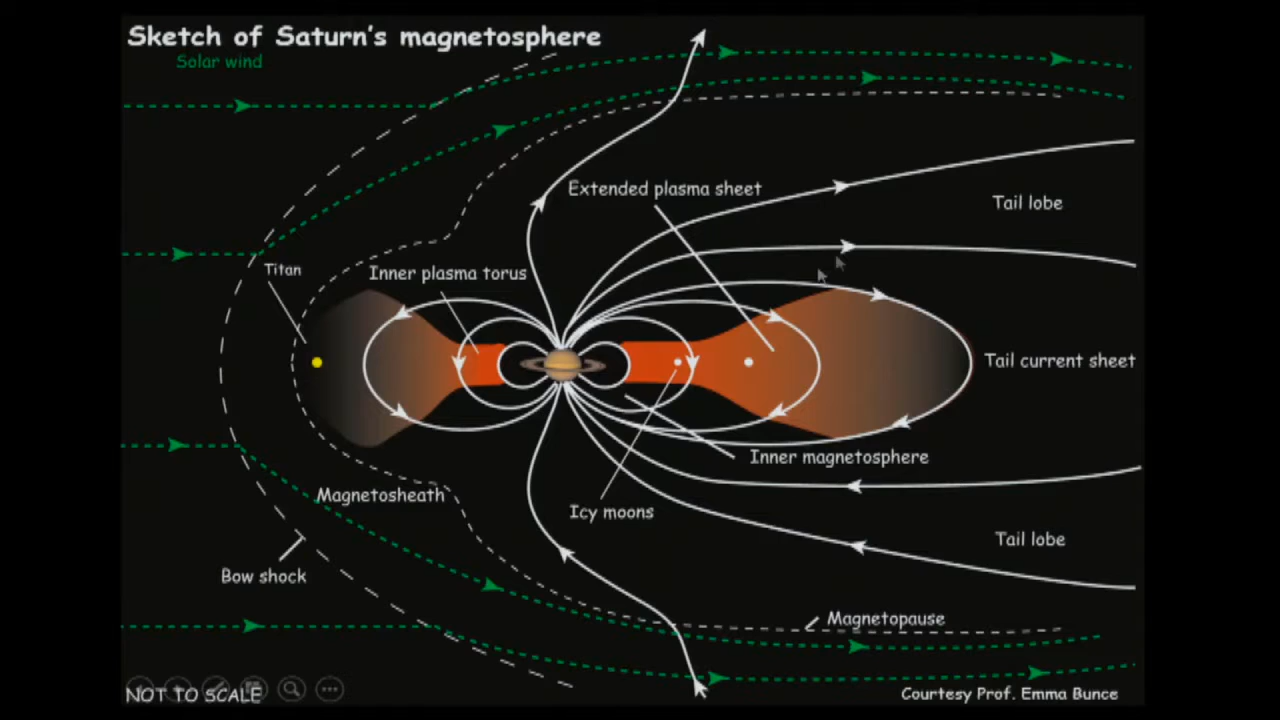 Sketch of Saturn's magnetosphere
Solar wind
Extended plasma sheet
Tail lobe
Titan
Inner plasma torus
Tail current sheet
Inner magnetosphere
Magnetosheath
Icy moons
Tail lobe
Bow shock
Magnetopause
NOT TO SCALE
Courtesy Prof. Emma Bunce